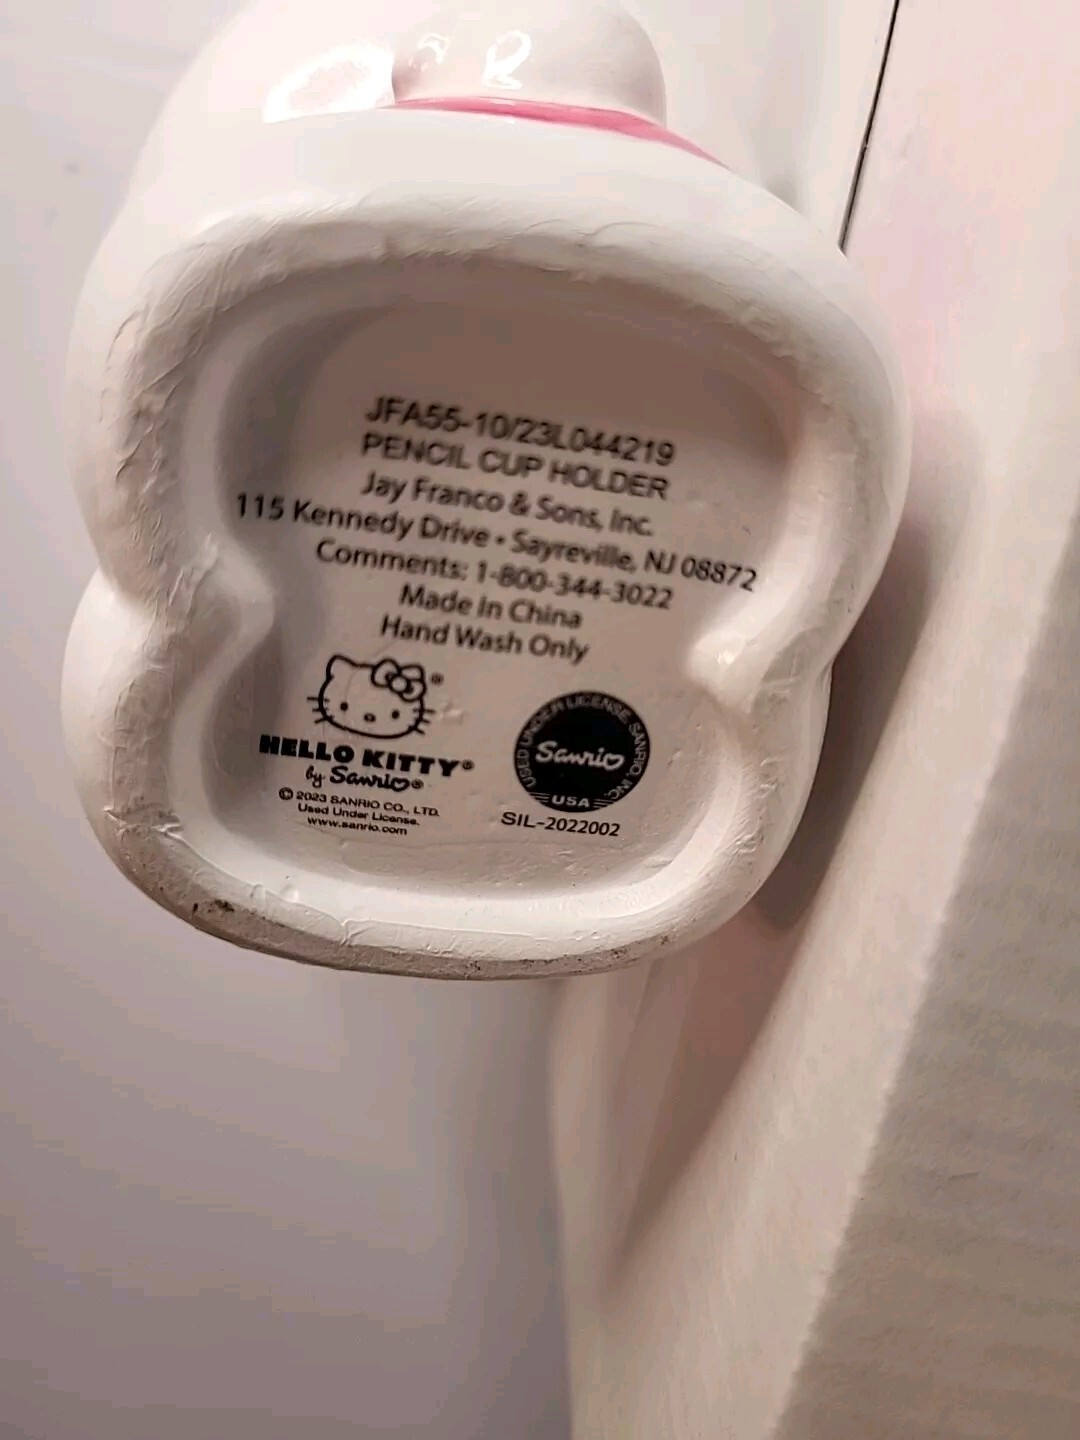 JFA55-10/23L044219
PENCIL CUP HOLDER
Jay Franco & Sons, Inc.
115 Kennedy Drive • Sayreville, NJ 08872
Comments: 1-800-344-3022
Made in China
Hand Wash Only
®
HELLO KITTY®
by Sanrio®
© 2023 SANRIO CO., LTD.
Used Under License.
www.sanrio.com
USED UNDER LICENSE, SANRIO, INC.
Sanrio
USA
SIL-2022002